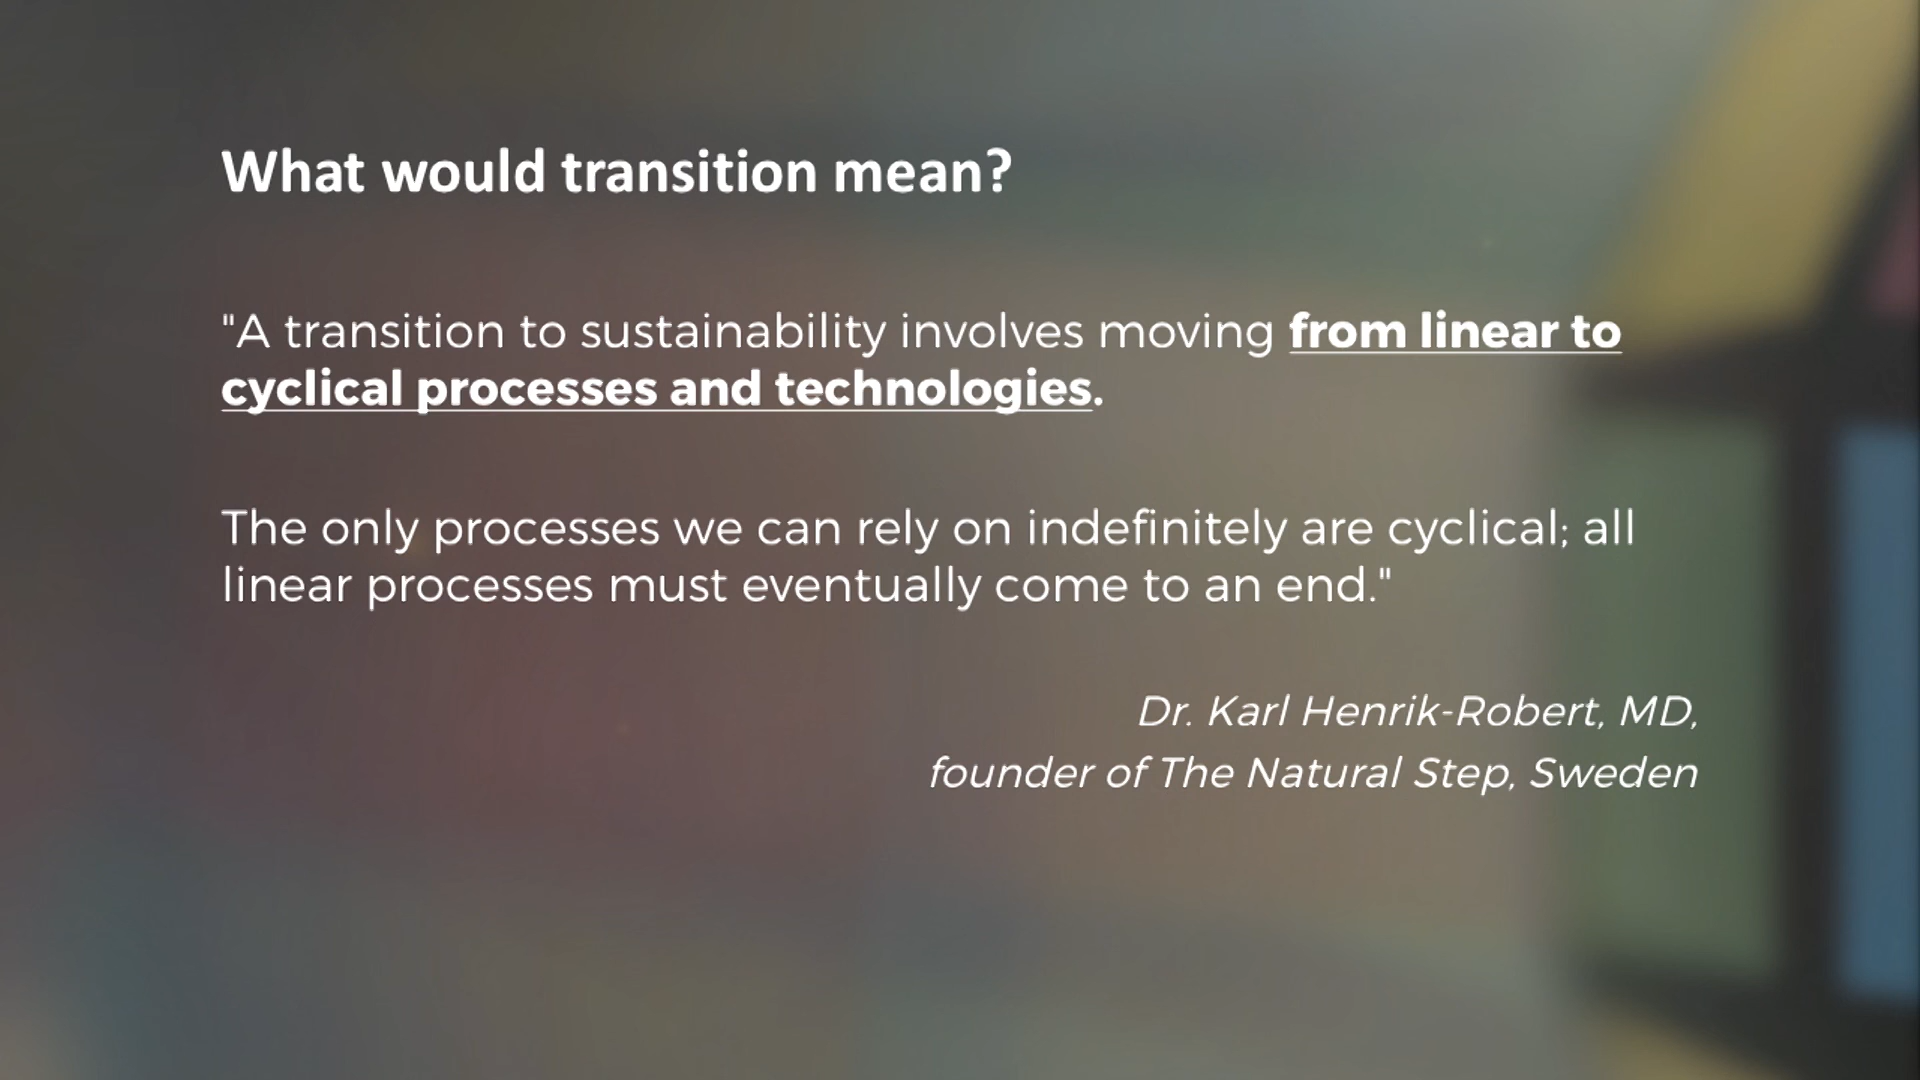 What would transition mean?
"A transition to sustainability involves moving from linear to
cyclical processes and technologies.
The only processes we can rely on indefinitely are cyclical; all
linear processes must eventually come to an end."
Dr. Karl Henrik-Robert, MD,
founder of The Natural Step, Sweden